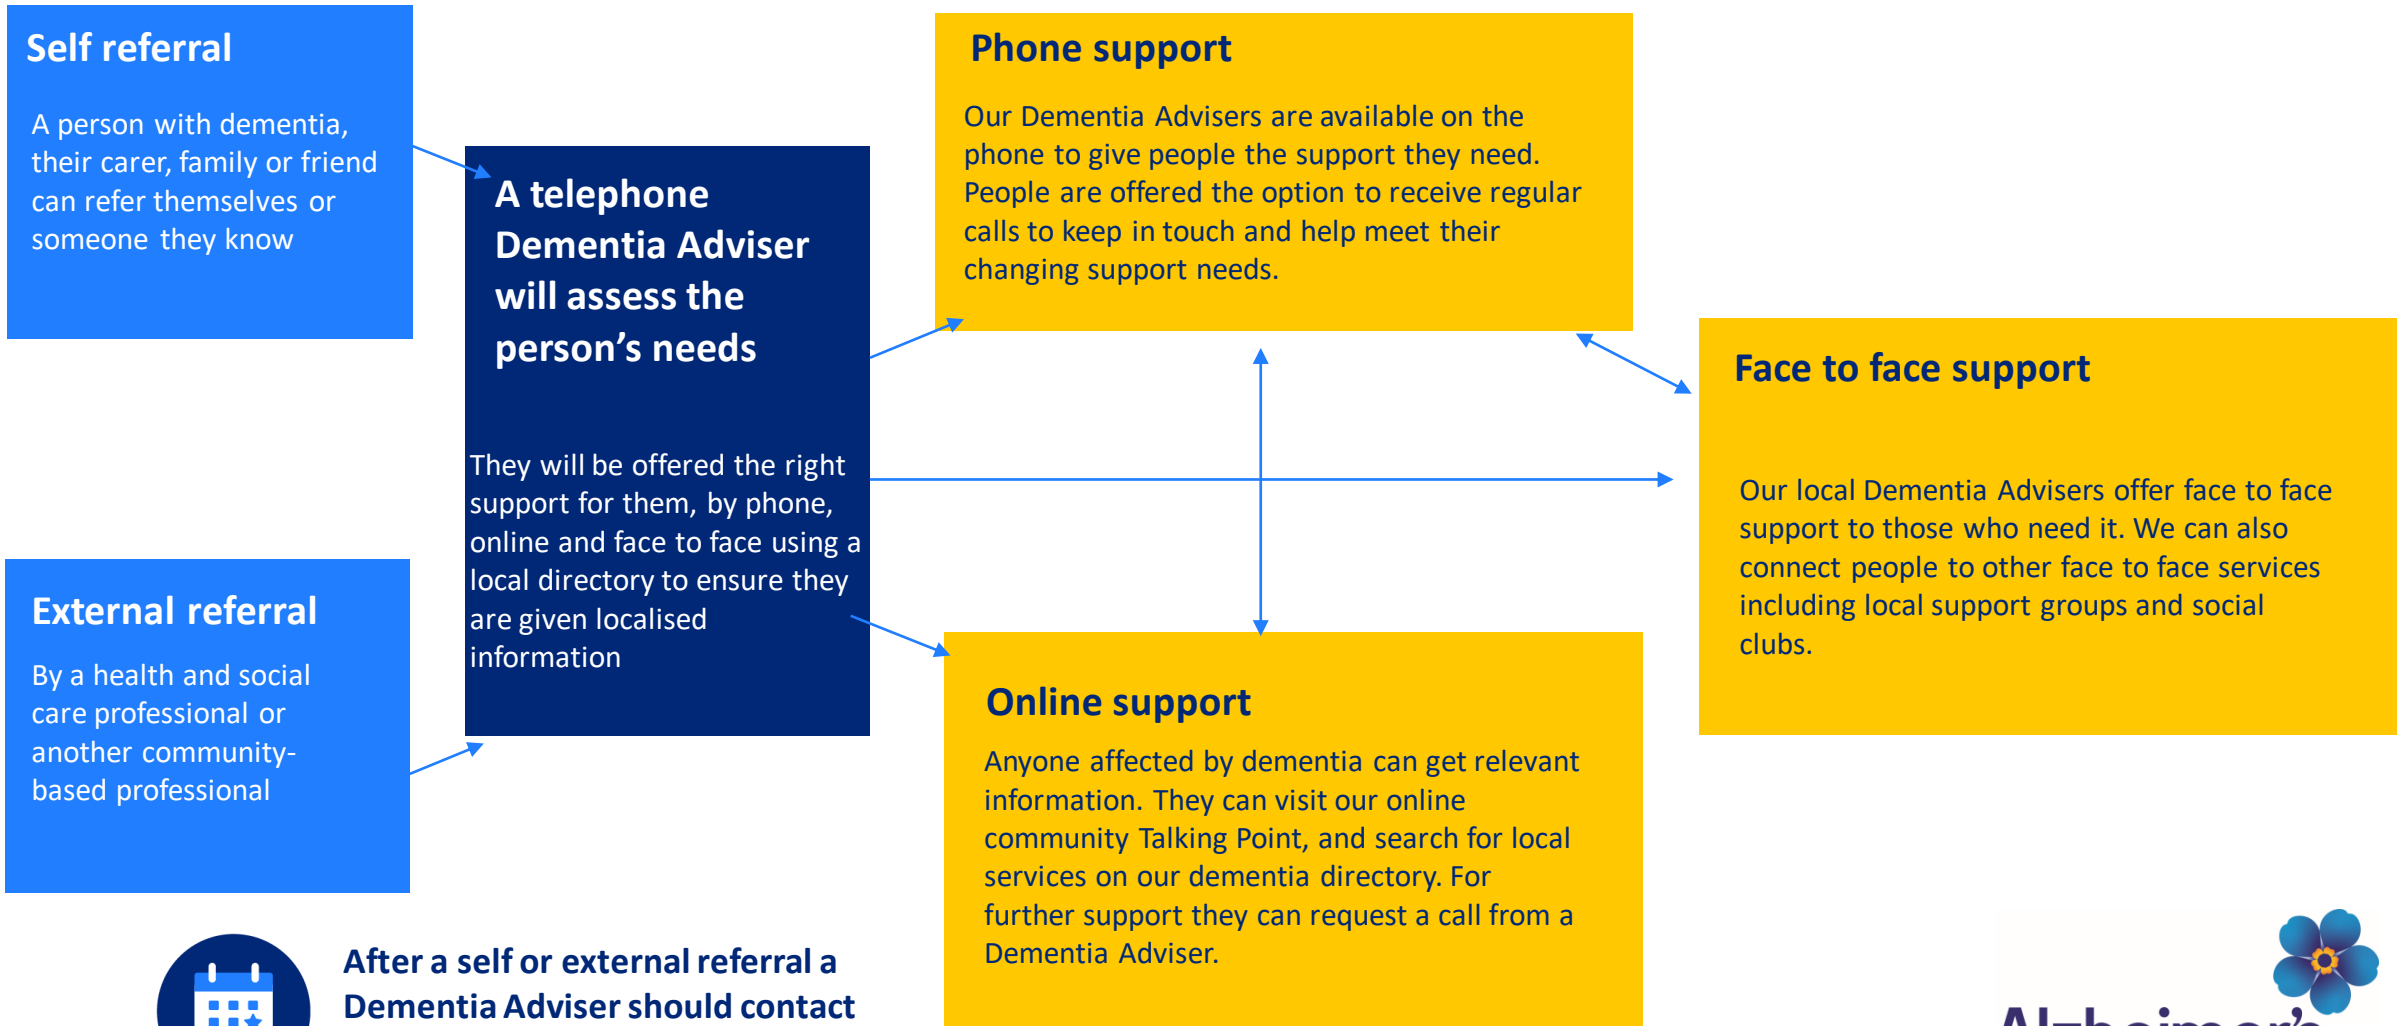 Self referral
A person with dementia,
their carer, family or friend
can refer themselves or
someone they know
External referral
By a health and social
care professional or
another community-
based professional
A telephone
Dementia Adviser
will assess the
person's needs
They will be offered the right
support for them, by phone,
online and face to face using a
local directory to ensure they
are given localised
information
Phone support
Our Dementia Advisers are available on the
phone to give people the support they need.
People are offered the option to receive regular
calls to keep in touch and help meet their
changing support needs.
Face to face support
Our local Dementia Advisers offer face to face
support to those who need it. We can also
connect people to other face to face services
including local support groups and social
clubs.
Online support
Anyone affected by dementia can get relevant
information. They can visit our online
community Talking Point, and search for local
services on our dementia directory. For
further support they can request a call from a
Dementia Adviser.
After a self or external referral a
Dementia Adviser should contact
Alzheimer's